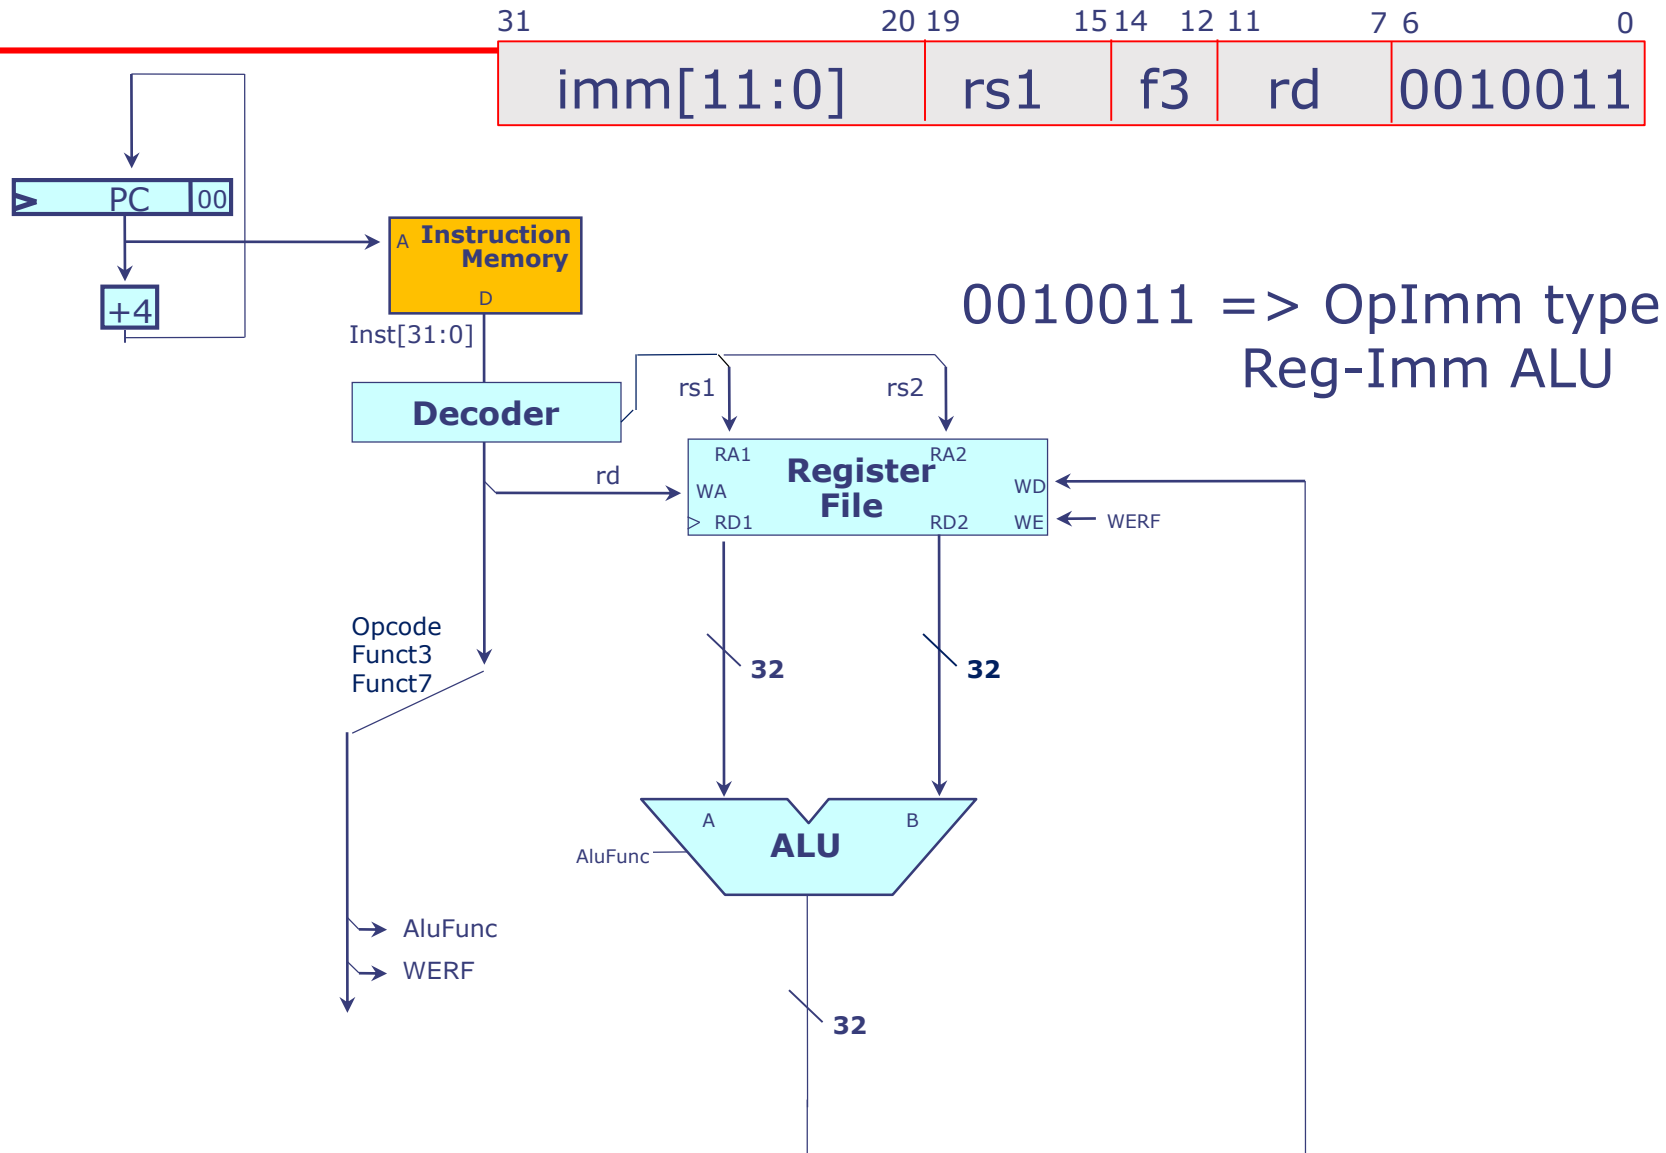 31 20 19 15 14 12 11 7 6 0
imm[11:0] rs1 f3 rd 0010011
PC 00
A Instruction
Memory
D
+4
0010011 => OpImm type
Reg-Imm ALU
Inst[31:0]
rs1 rs2
Decoder
RA1 RA2
Register
File
rd
WA WD
> RD1 RD2 WE
WERF
Opcode
Funct3
Funct7
32 32
A B
ALU
AluFunc
AluFunc
WERF
32